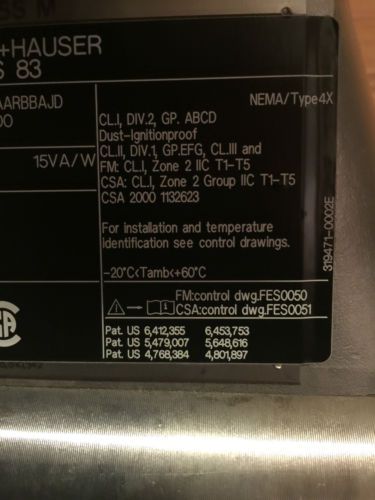 5S M
+HAUSER
S 83
AARBBAJD
00
15VA/W
NEMA/Type4X
CL.I, DIV.2, GP. ABCD
Dust-Ignitionproof
CL.II, DIV.1, GP.EFG, CL.III and
FM: CL.I, Zone 2 IIC T1-T5
CSA: CL.I, Zone 2 Group IIC T1-T5
CSA 2000 1132623
For installation and temperature
identification see control drawings.
319471-0002E
-20°C<Tamb<+60°C
FM:control dwg.FES0050
CSA:control dwg.FES0051
Pat. US 6,412,355 6,453,753
Pat. US 5,479,007 5,648,616
Pat. US 4,768,384 4,801,897